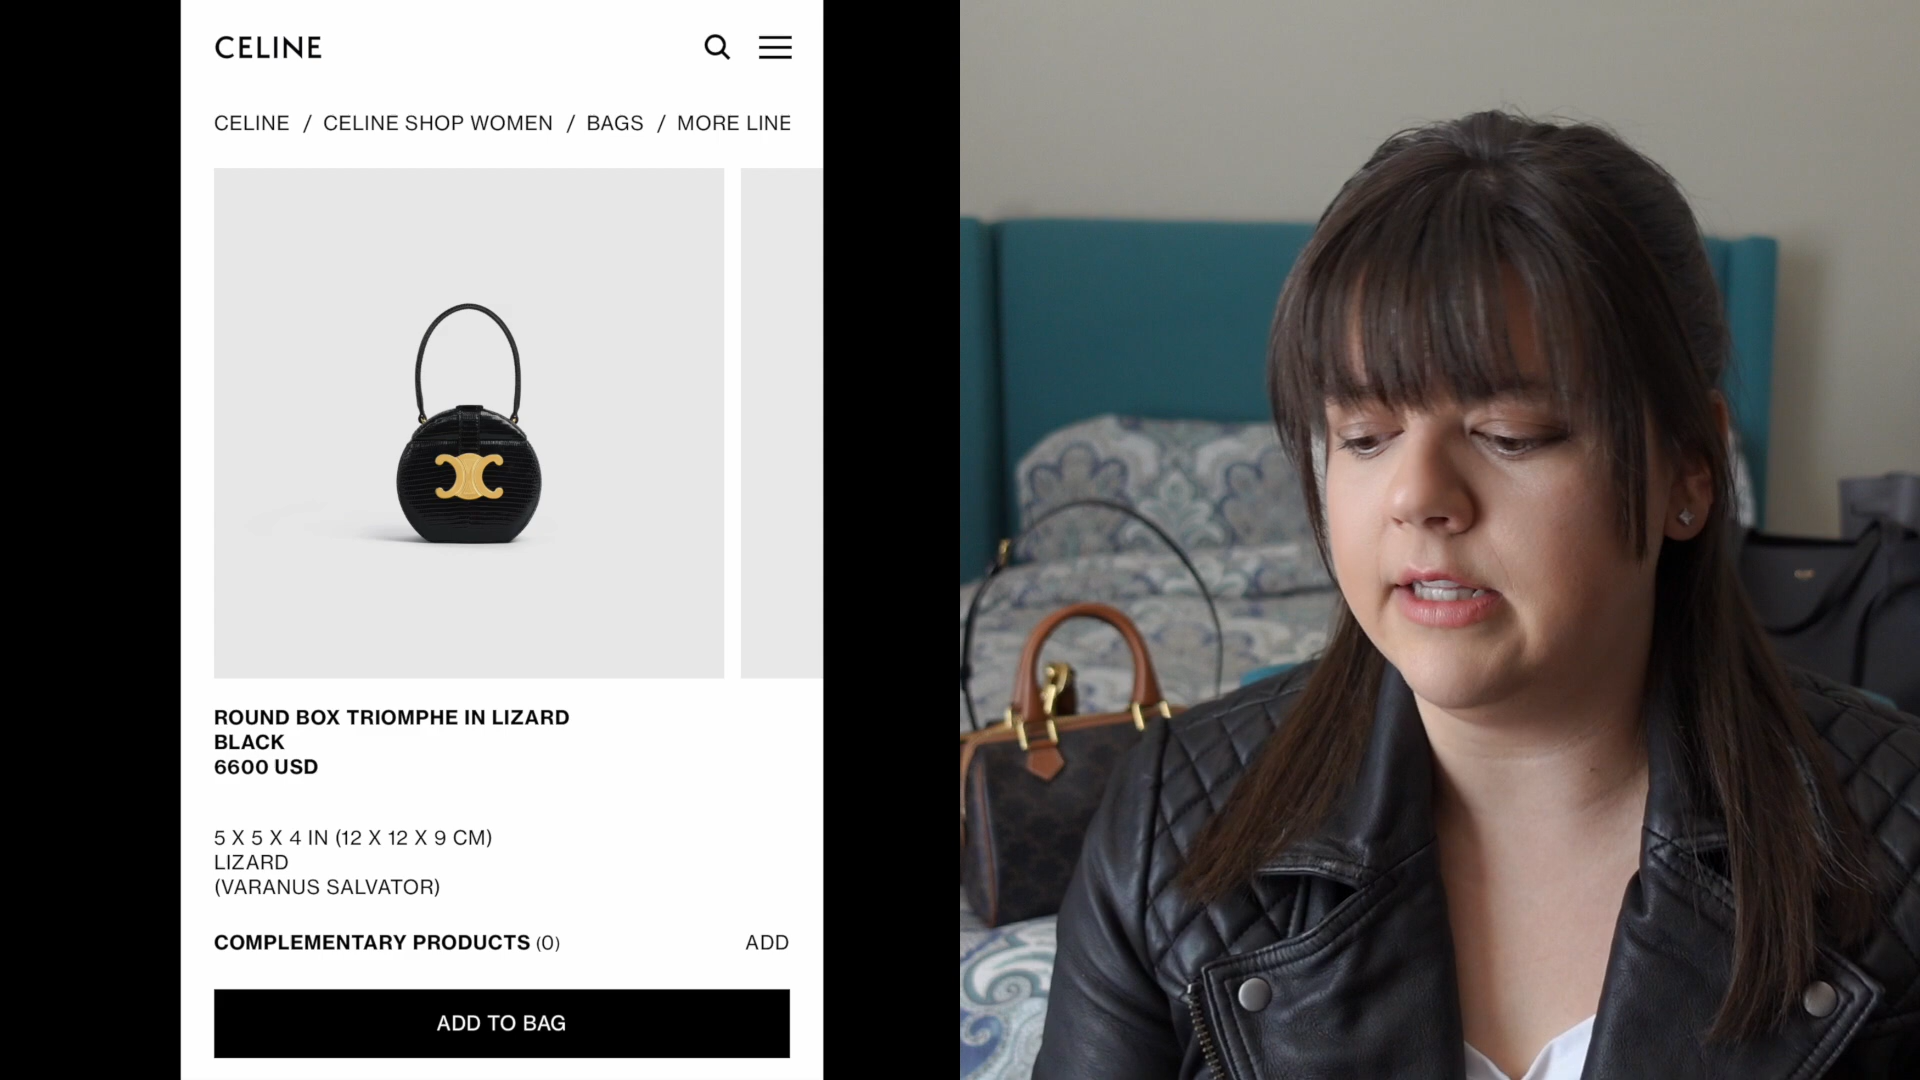 CELINE
CELINE / CELINE SHOP WOMEN / BAGS / MORE LINE
ROUND BOX TRIOMPHE IN LIZARD
BLACK
6600 USD
5 X 5 X 4 IN (12 X 12 X 9 CM)
LIZARD
(VARANUS SALVATOR)
COMPLEMENTARY PRODUCTS (0) ADD
ADD TO BAG